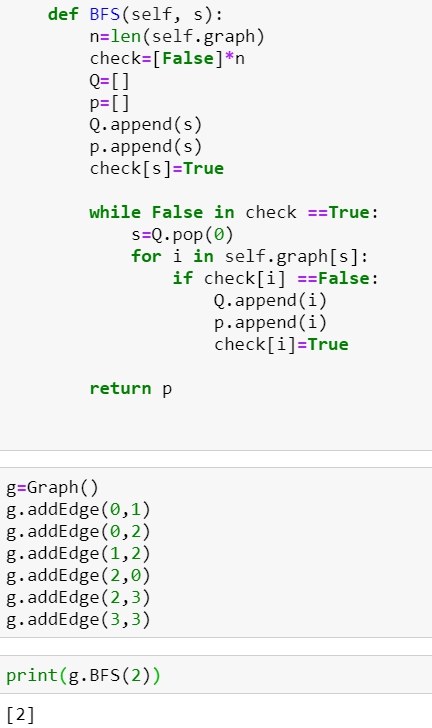 def BFS(self, s):
n=len(self.graph)
check=[False]*n
Q=[]
p=[]
Q.append(s)
p.append(s)
check[s]=True
while False in check ==True:
s=Q.pop(0)
for i in self.graph[s]:
if check[i] ==False:
Q.append(i)
p.append(i)
check[i]=True
return p
g=Graph()
g.addEdge(0,1)
g.addEdge(0,2)
g.addEdge(1,2)
g.addEdge(2,0)
g.addEdge(2,3)
g.addEdge(3,3)
print(g.BFS(2))
[2]